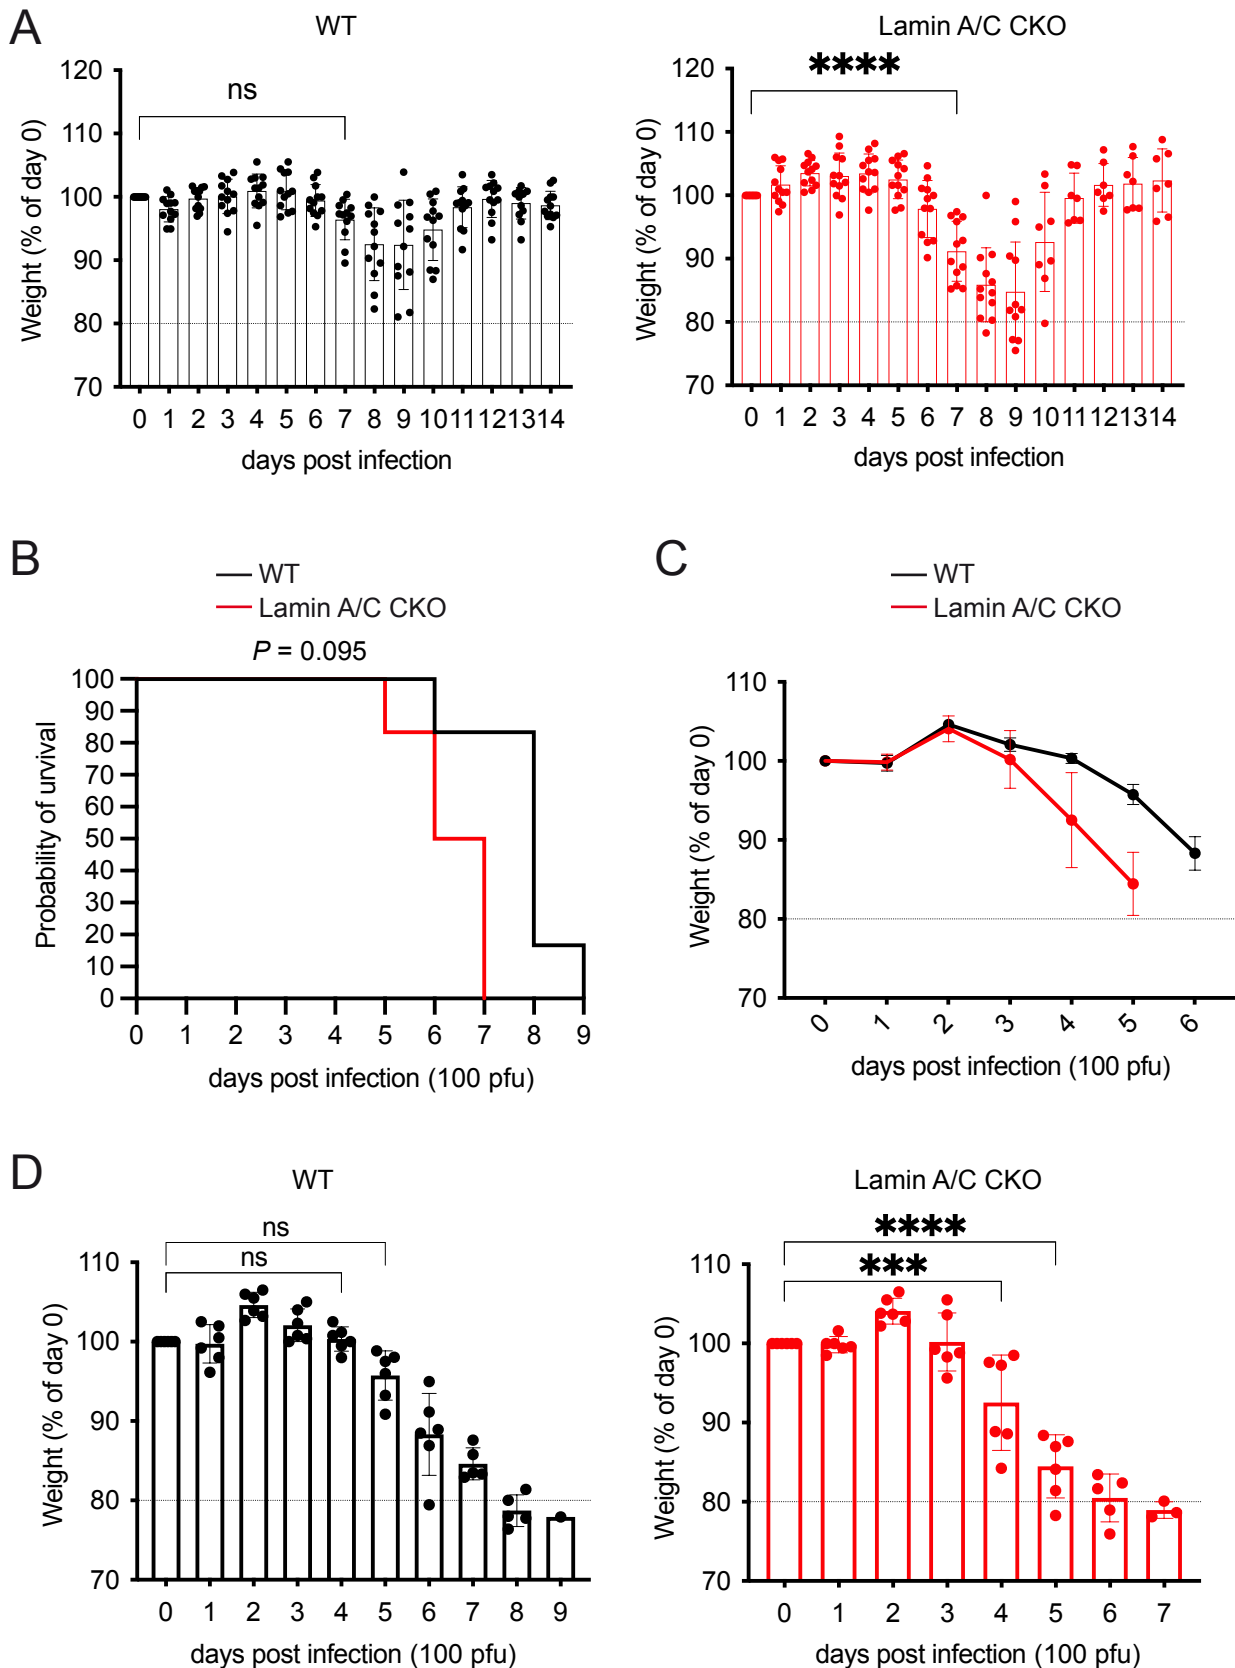 A
WT
Lamin A/C CKO
Weight (% of day 0)
120
110
100
90
80
70
ns
0 1 2 3 4 5 6 7 8 9 10 11 12 13 14
days post infection
Weight (% of day 0)
120
110
100
90
80
70
****
0 1 2 3 4 5 6 7 8 9 10 11 12 13 14
days post infection
B
WT
Lamin A/C CKO
P = 0.095
Probability of urvival
100
90
80
70
60
50
40
30
20
10
0
0 1 2 3 4 5 6 7 8 9
days post infection (100 pfu)
C
WT
Lamin A/C CKO
Weight (% of day 0)
110
100
90
80
70
0 1 2 3 4 5 6
days post infection (100 pfu)
D
WT
ns
ns
Weight (% of day 0)
110
100
90
80
70
0 1 2 3 4 5 6 7 8 9
days post infection (100 pfu)
Lamin A/C CKO
****
***
Weight (% of day 0)
110
100
90
80
70
0 1 2 3 4 5 6 7
days post infection (100 pfu)